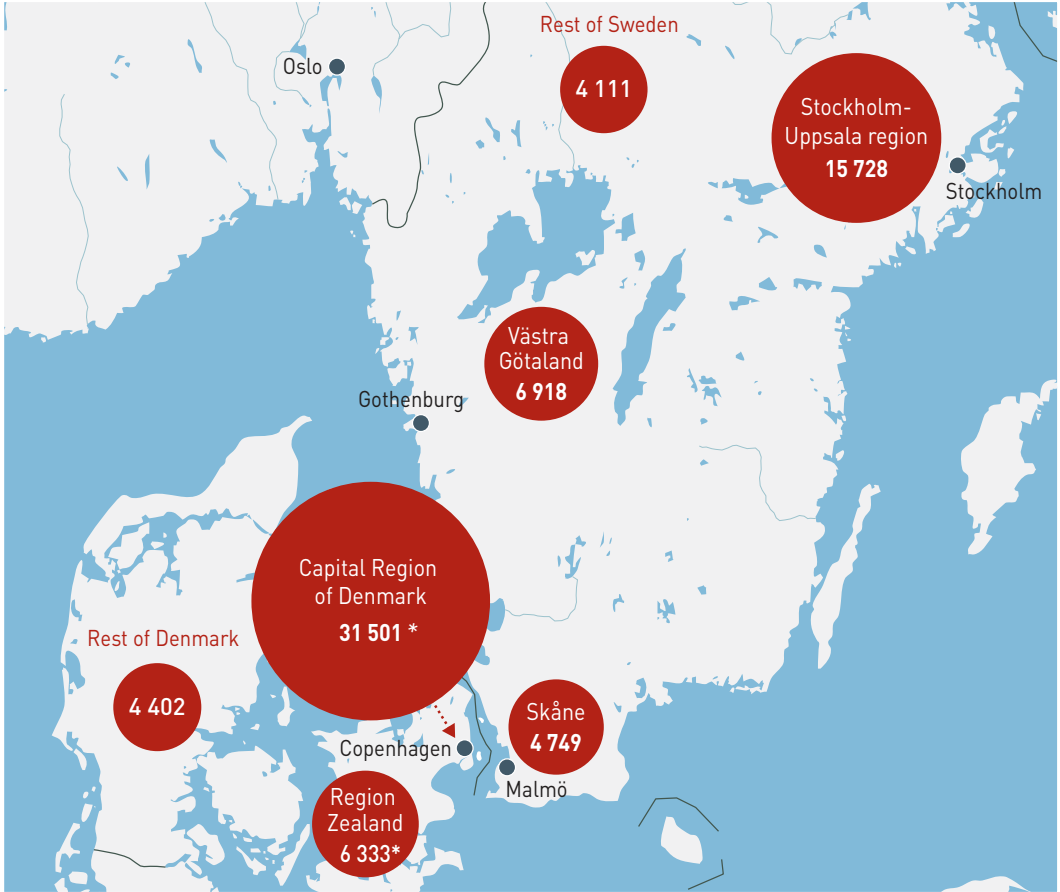 Rest of Sweden
4 111
Oslo
Stockholm-
Uppsala region
15 728
Stockholm
Västra
Götaland
6 918
Gothenburg
Capital Region
of Denmark
31 501 *
Rest of Denmark
4 402
Skåne
4 749
Copenhagen
Malmö
Region
Zealand
6 333*